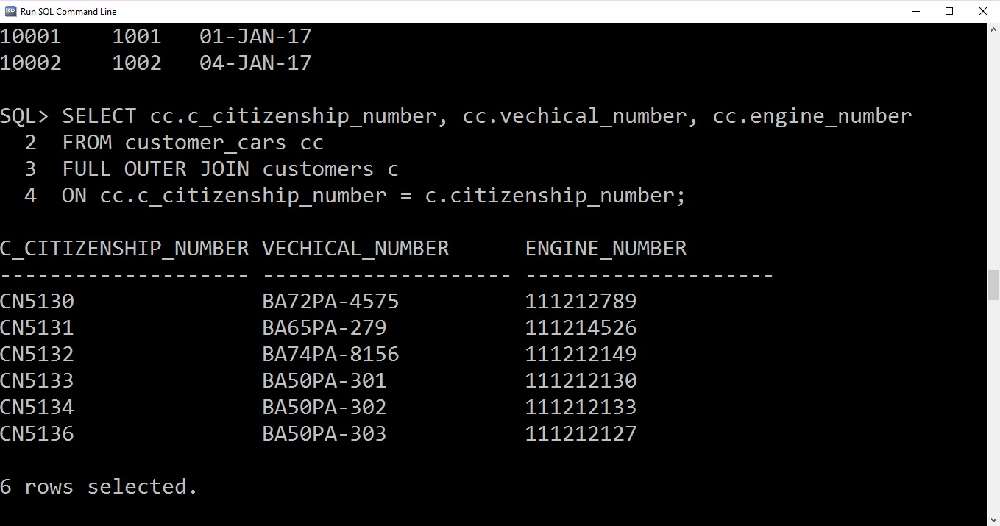 Run SQL Command Line
10001    1001   01-JAN-17
10002    1002   04-JAN-17
SQL> SELECT cc.c_citizenship_number, cc.vechical_number, cc.engine_number
  2  FROM customer_cars cc
  3  FULL OUTER JOIN customers c
  4  ON cc.c_citizenship_number = c.citizenship_number;
C_CITIZENSHIP_NUMBER VECHICAL_NUMBER      ENGINE_NUMBER
-------------------- -------------------- --------------------
CN5130               BA72PA-4575          111212789
CN5131               BA65PA-279           111214526
CN5132               BA74PA-8156          111212149
CN5133               BA50PA-301           111212130
CN5134               BA50PA-302           111212133
CN5136               BA50PA-303           111212127
6 rows selected.